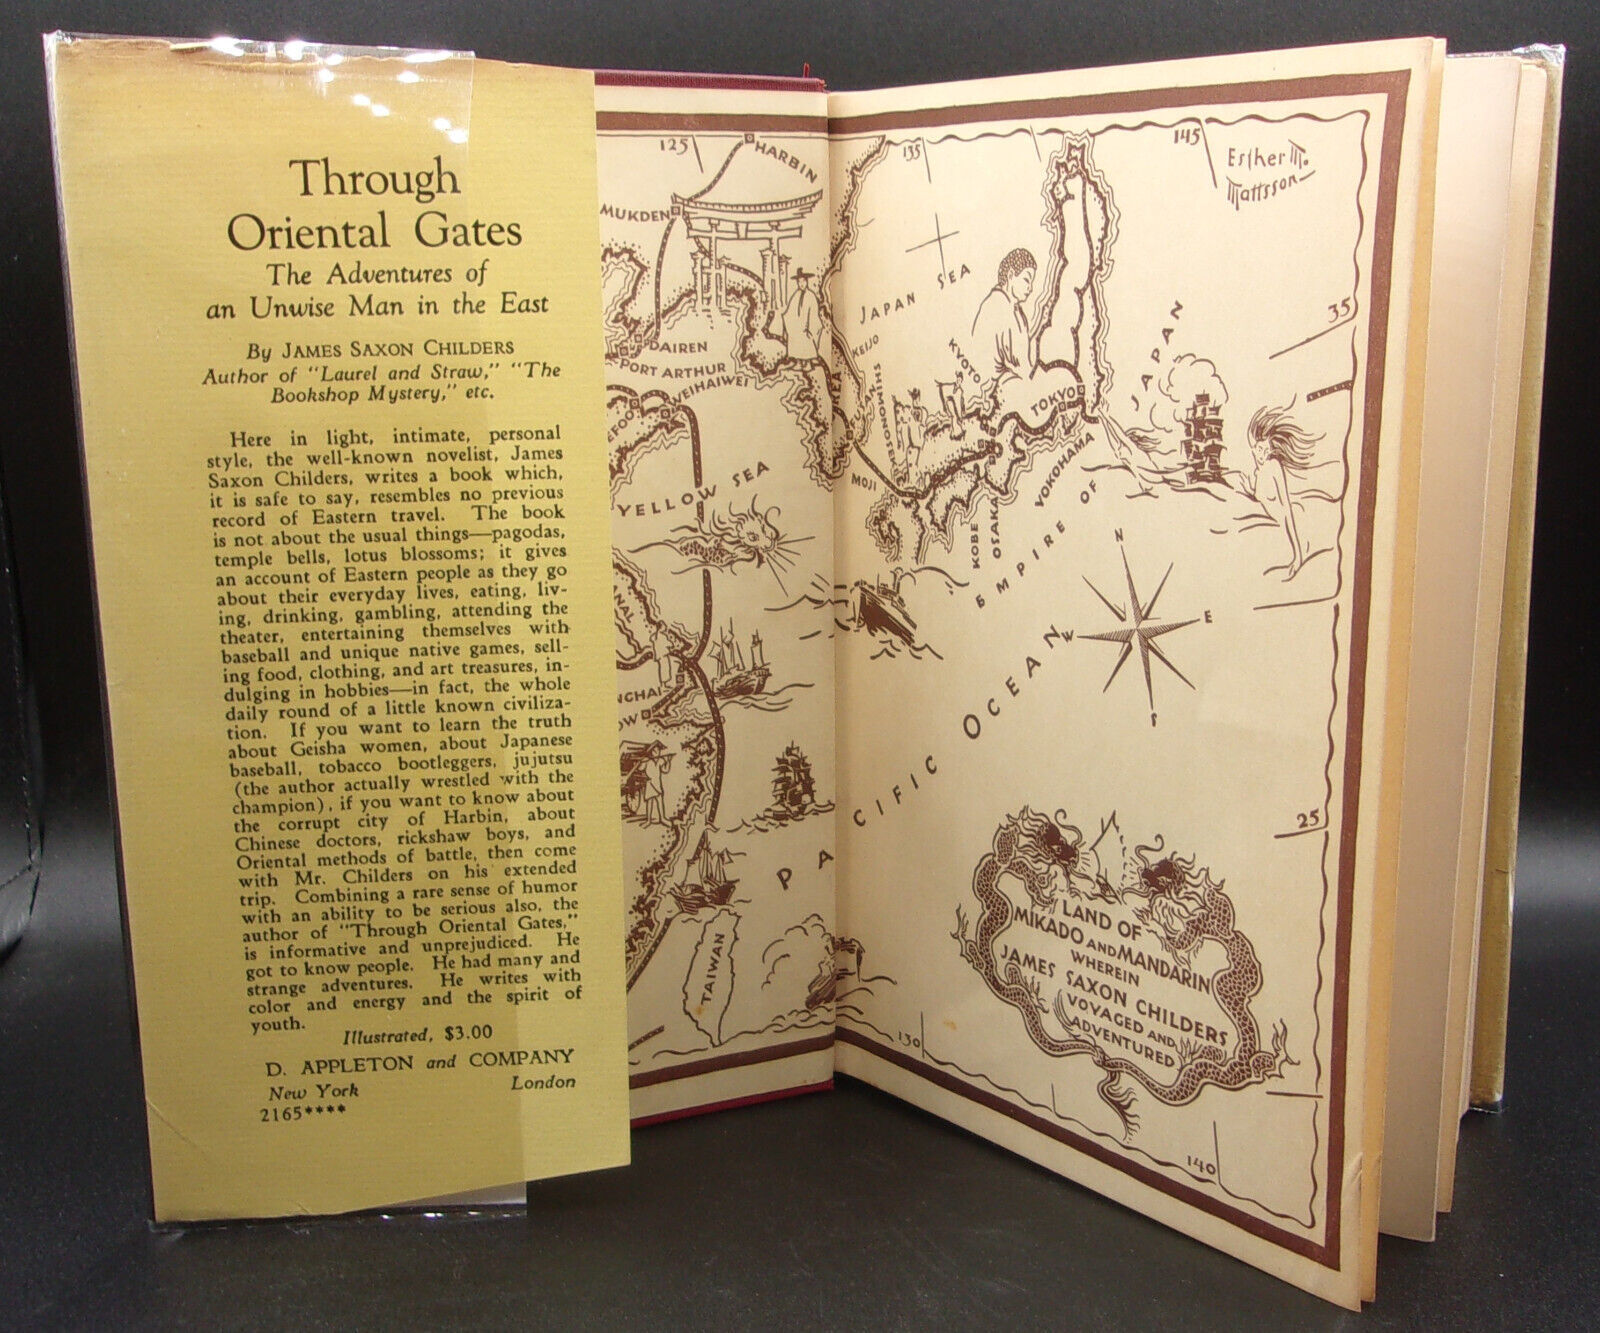 Through
Oriental Gates
The Adventures of
an Unwise Man in the East
By JAMES SAXON CHILDERS
Author of "Laurel and Straw," "The
Bookshop Mystery," etc.
Here in light, intimate, personal
style, the well-known novelist, James
Saxon Childers, writes a book which,
it is safe to say, resembles no previous
record of Eastern travel. The book
is not about the usual things—pagodas,
temple bells, lotus blossoms; it gives
an account of Eastern people as they go
about their everyday lives, eating, liv-
ing, drinking, gambling, attending the
theater, entertaining themselves with
baseball and unique native games, sell-
ing food, clothing, and art treasures, in-
dulging in hobbies—in fact, the whole
daily round of a little known civiliza-
tion. If you want to learn the truth
about Geisha women, about Japanese
baseball, tobacco bootleggers, jujutsu
(the author actually wrestled with the
champion), if you want to know about
the corrupt city of Harbin, about
Chinese doctors, rickshaw boys, and
Oriental methods of battle, then come
with Mr. Childers on his extended
trip. Combining a rare sense of humor
with an ability to be serious also, the
author of "Through Oriental Gates,"
is informative and unprejudiced. He
got to know people. He had many and
strange adventures. He writes with
color and energy and the spirit of
youth.
Illustrated, $3.00
D. APPLETON and COMPANY
New York London
2165****
125
HARBIN
MUKDEN
DAIREN
PORT ARTHUR
WEIHAIWEI
EFOO
YELLOW SEA
NAL
NGHAI
OW
TAIWAN
PA
CIFIC OCEAN
135
145
Esther M.
Mattsson
JAPAN SEA
KEIJO
REA
FUSAN
SHIMONOSEKI
MOJI
KYOTO
TOKYO
YOKOHAMA
KOBE
OSAKA
EMPIRE OF JAPAN
35
N
E
W
S
25
LAND OF
MIKADO AND MANDARIN
WHEREIN
JAMES SAXON CHILDERS
VOYAGED AND
ADVENTURED
130
140